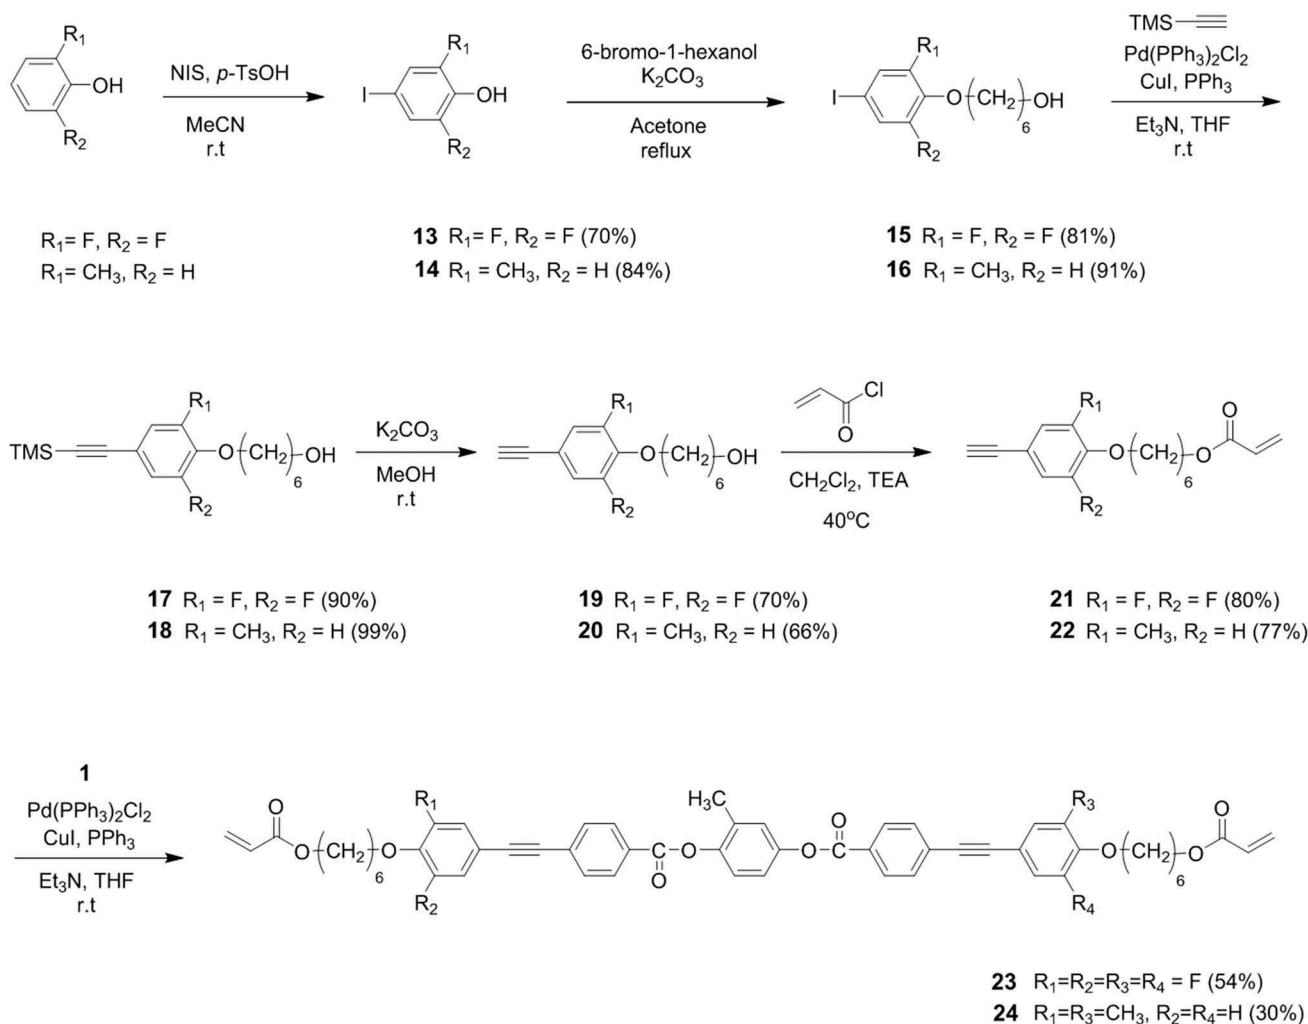 R₁
OH
R₂
NIS, p-TsOH
MeCN
r.t
R₁
I
OH
R₂
6-bromo-1-hexanol
K₂CO₃
Acetone
reflux
R₁
I
O(CH₂)₆OH
R₂
TMS
Pd(PPh₃)₂Cl₂
CuI, PPh₃
Et₃N, THF
r.t
R₁= F, R₂ = F
R₁= CH₃, R₂ = H
13 R₁= F, R₂ = F (70%)
14 R₁ = CH₃, R₂ = H (84%)
15 R₁ = F, R₂ = F (81%)
16 R₁ = CH₃, R₂ = H (91%)
R₁
TMS
O(CH₂)₆OH
R₂
K₂CO₃
MeOH
r.t
R₁
O(CH₂)₆OH
R₂
Cl
O
CH₂Cl₂, TEA
40°C
R₁
O
O(CH₂)₆O
R₂
17 R₁ = F, R₂ = F (90%)
18 R₁ = CH₃, R₂ = H (99%)
19 R₁ = F, R₂ = F (70%)
20 R₁ = CH₃, R₂ = H (66%)
21 R₁ = F, R₂ = F (80%)
22 R₁ = CH₃, R₂ = H (77%)
1
Pd(PPh₃)₂Cl₂
CuI, PPh₃
Et₃N, THF
r.t
O
R₁
H₃C
O
R₃
O
O(CH₂)₆O
O
O
O(CH₂)₆O
R₂
O
R₄
23 R₁=R₂=R₃=R₄ = F (54%)
24 R₁=R₃=CH₃, R₂=R₄=H (30%)